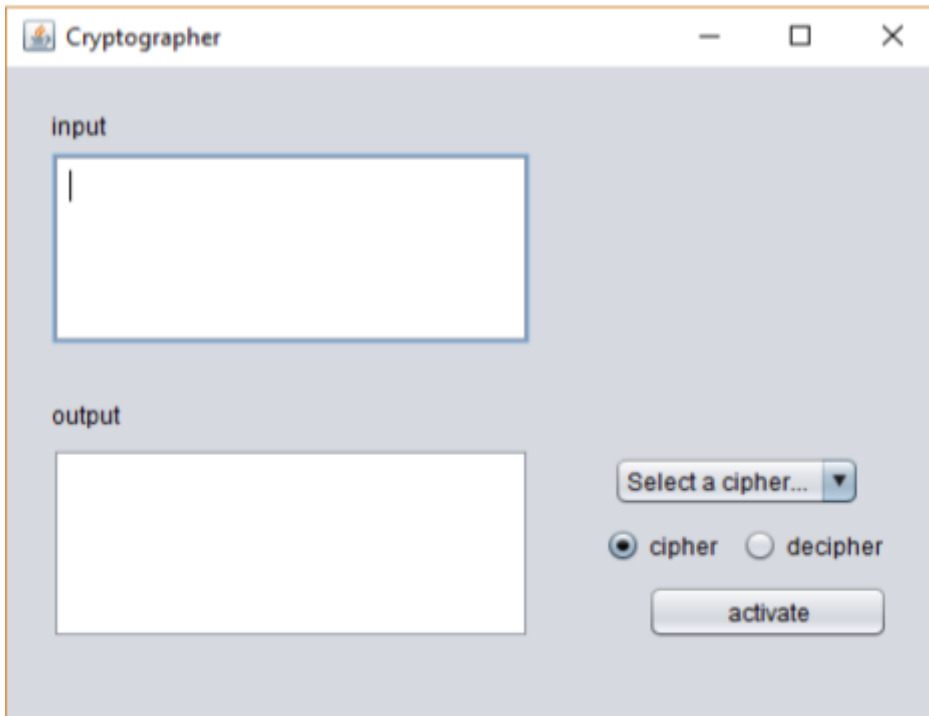 Cryptographer
input
output
Select a cipher...
cipher decipher
activate